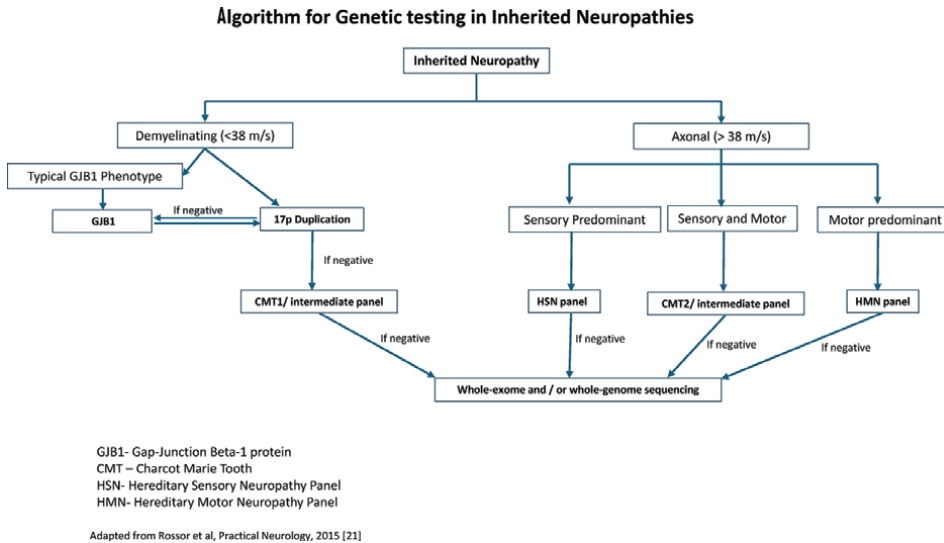 Algorithm for Genetic testing in Inherited Neuropathies
Inherited Neuropathy
Demyelinating (<38 m/s)
Axonal (> 38 m/s)
Typical GJB1 Phenotype
If negative
GJB1
17p Duplication
Sensory Predominant
Sensory and Motor
Motor predominant
If negative
CMT1/ intermediate panel
HSN panel
CMT2/ intermediate panel
HMN panel
If negative
If negative
If negative
If negative
Whole-exome and / or whole-genome sequencing
GJB1- Gap-Junction Beta-1 protein
CMT – Charcot Marie Tooth
HSN- Hereditary Sensory Neuropathy Panel
HMN- Hereditary Motor Neuropathy Panel
Adapted from Rossor et al, Practical Neurology, 2015 [21]